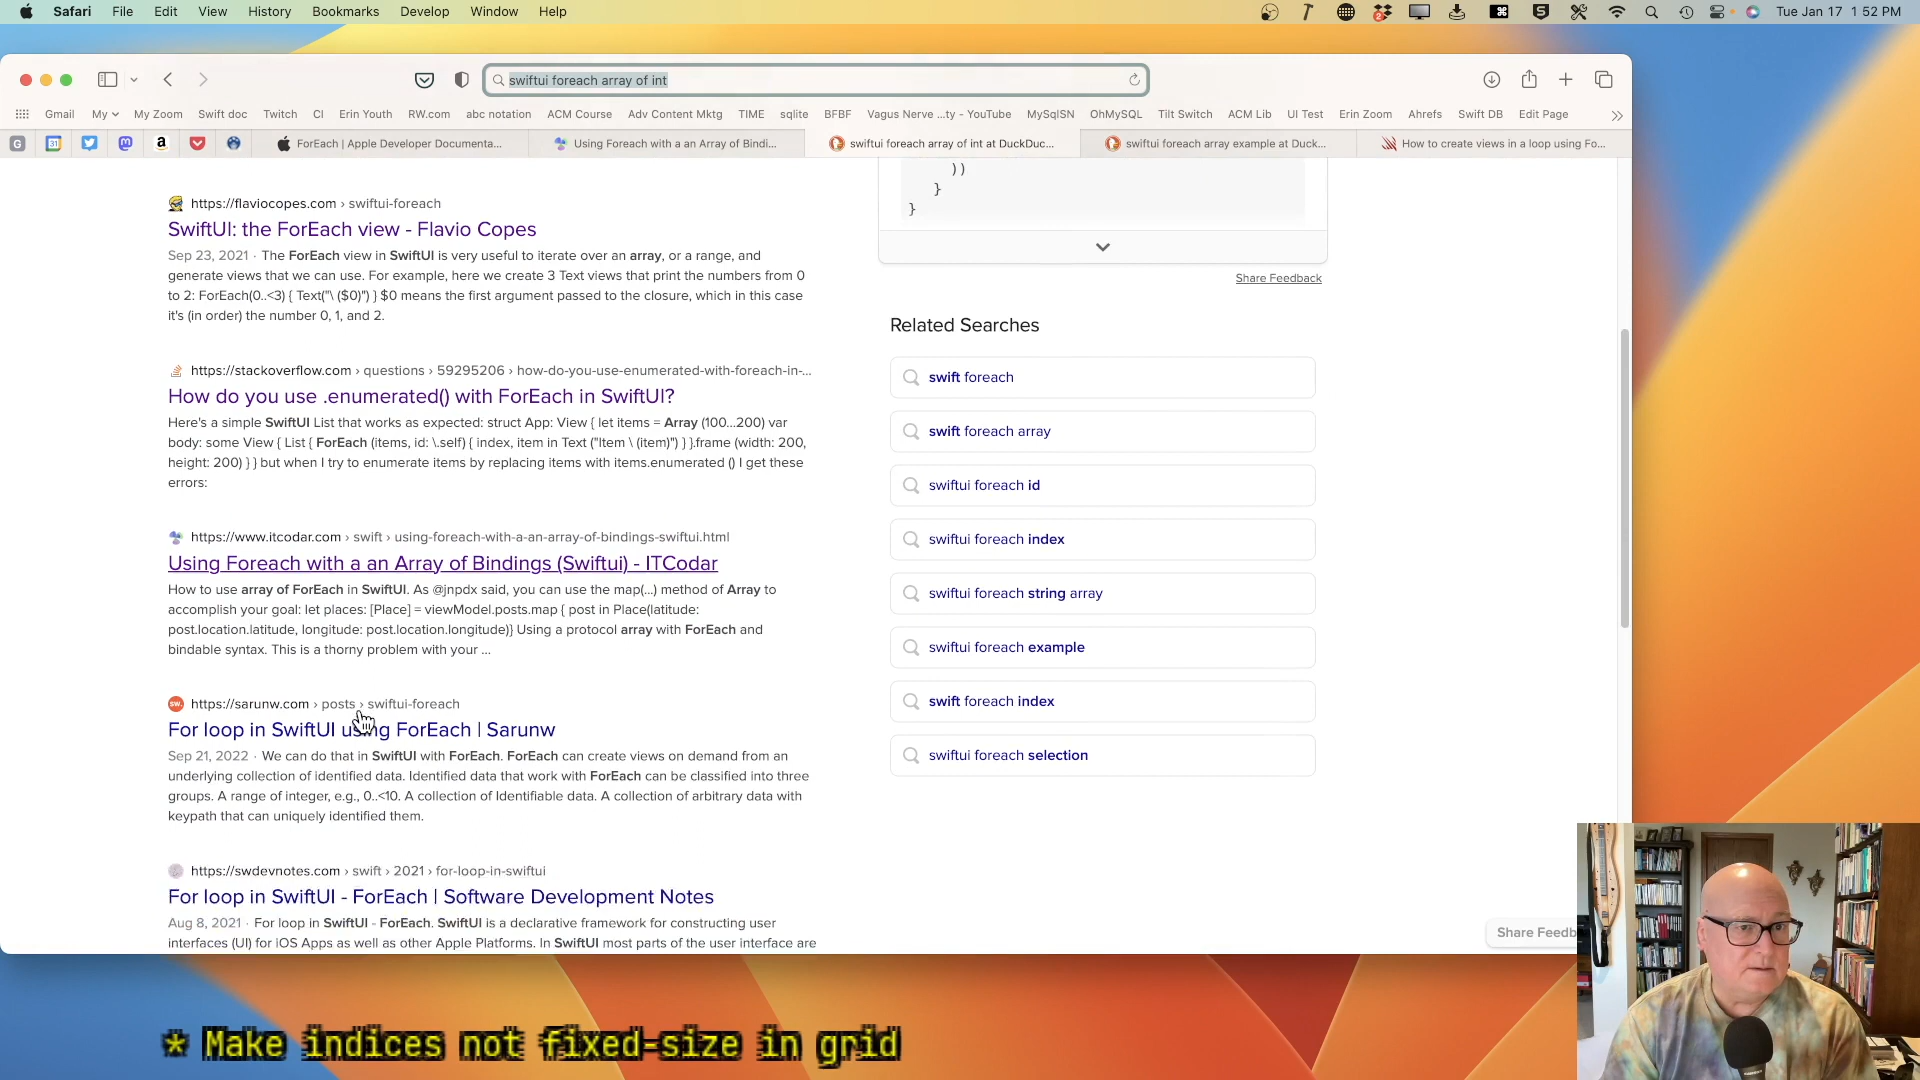 Safari File Edit View History Bookmarks Develop Window Help
Tue Jan 17 1 52 PM
swiftui foreach array of int
Gmail My My Zoom Swift doc Twitch CI Erin Youth RW.com abc notation ACM Course Adv Content Mktg TIME sqlite BFBF Vagus Nerve ...ty - YouTube MySqlSN OhMySQL Tilt Switch ACM Lib UI Test Erin Zoom Ahrefs Swift DB Edit Page
ForEach | Apple Developer Documenta...
Using Foreach with a an Array of Bindi...
swiftui foreach array of int at DuckDuc...
swiftui foreach array example at Duck...
How to create views in a loop using Fo...
https://flaviocopes.com › swiftui-foreach
SwiftUI: the ForEach view - Flavio Copes
Sep 23, 2021 · The ForEach view in SwiftUI is very useful to iterate over an array, or a range, and
generate views that we can use. For example, here we create 3 Text views that print the numbers from 0
to 2: ForEach(0..<3) { Text("\ ($0)") } $0 means the first argument passed to the closure, which in this case
it's (in order) the number 0, 1, and 2.
https://stackoverflow.com › questions › 59295206 › how-do-you-use-enumerated-with-foreach-in-...
How do you use .enumerated() with ForEach in SwiftUI?
Here's a simple SwiftUI List that works as expected: struct App: View { let items = Array (100...200) var
body: some View { List { ForEach (items, id: \.self) { index, item in Text ("Item \ (item)") } }.frame (width: 200,
height: 200) } } but when I try to enumerate items by replacing items with items.enumerated () I get these
errors:
https://www.itcodar.com › swift › using-foreach-with-a-an-array-of-bindings-swiftui.html
Using Foreach with a an Array of Bindings (Swiftui) - ITCodar
How to use array of ForEach in SwiftUI. As @jnpdx said, you can use the map(...) method of Array to
accomplish your goal: let places: [Place] = viewModel.posts.map { post in Place(latitude:
post.location.latitude, longitude: post.location.longitude)} Using a protocol array with ForEach and
bindable syntax. This is a thorny problem with your ...
https://sarunw.com › posts › swiftui-foreach
For loop in SwiftUI using ForEach | Sarunw
Sep 21, 2022 · We can do that in SwiftUI with ForEach. ForEach can create views on demand from an
underlying collection of identified data. Identified data that work with ForEach can be classified into three
groups. A range of integer, e.g., 0..<10. A collection of Identifiable data. A collection of arbitrary data with
keypath that can uniquely identified them.
https://swdevnotes.com › swift › 2021 › for-loop-in-swiftui
For loop in SwiftUI - ForEach | Software Development Notes
Aug 8, 2021 · For loop in SwiftUI - ForEach. SwiftUI is a declarative framework for constructing user
interfaces (UI) for iOS Apps as well as other Apple Platforms. In SwiftUI most parts of the user interface are
))
}
}
Share Feedback
Related Searches
swift foreach
swift foreach array
swiftui foreach id
swiftui foreach index
swiftui foreach string array
swiftui foreach example
swift foreach index
swiftui foreach selection
Share Feedb
* Make indices not fixed-size in grid